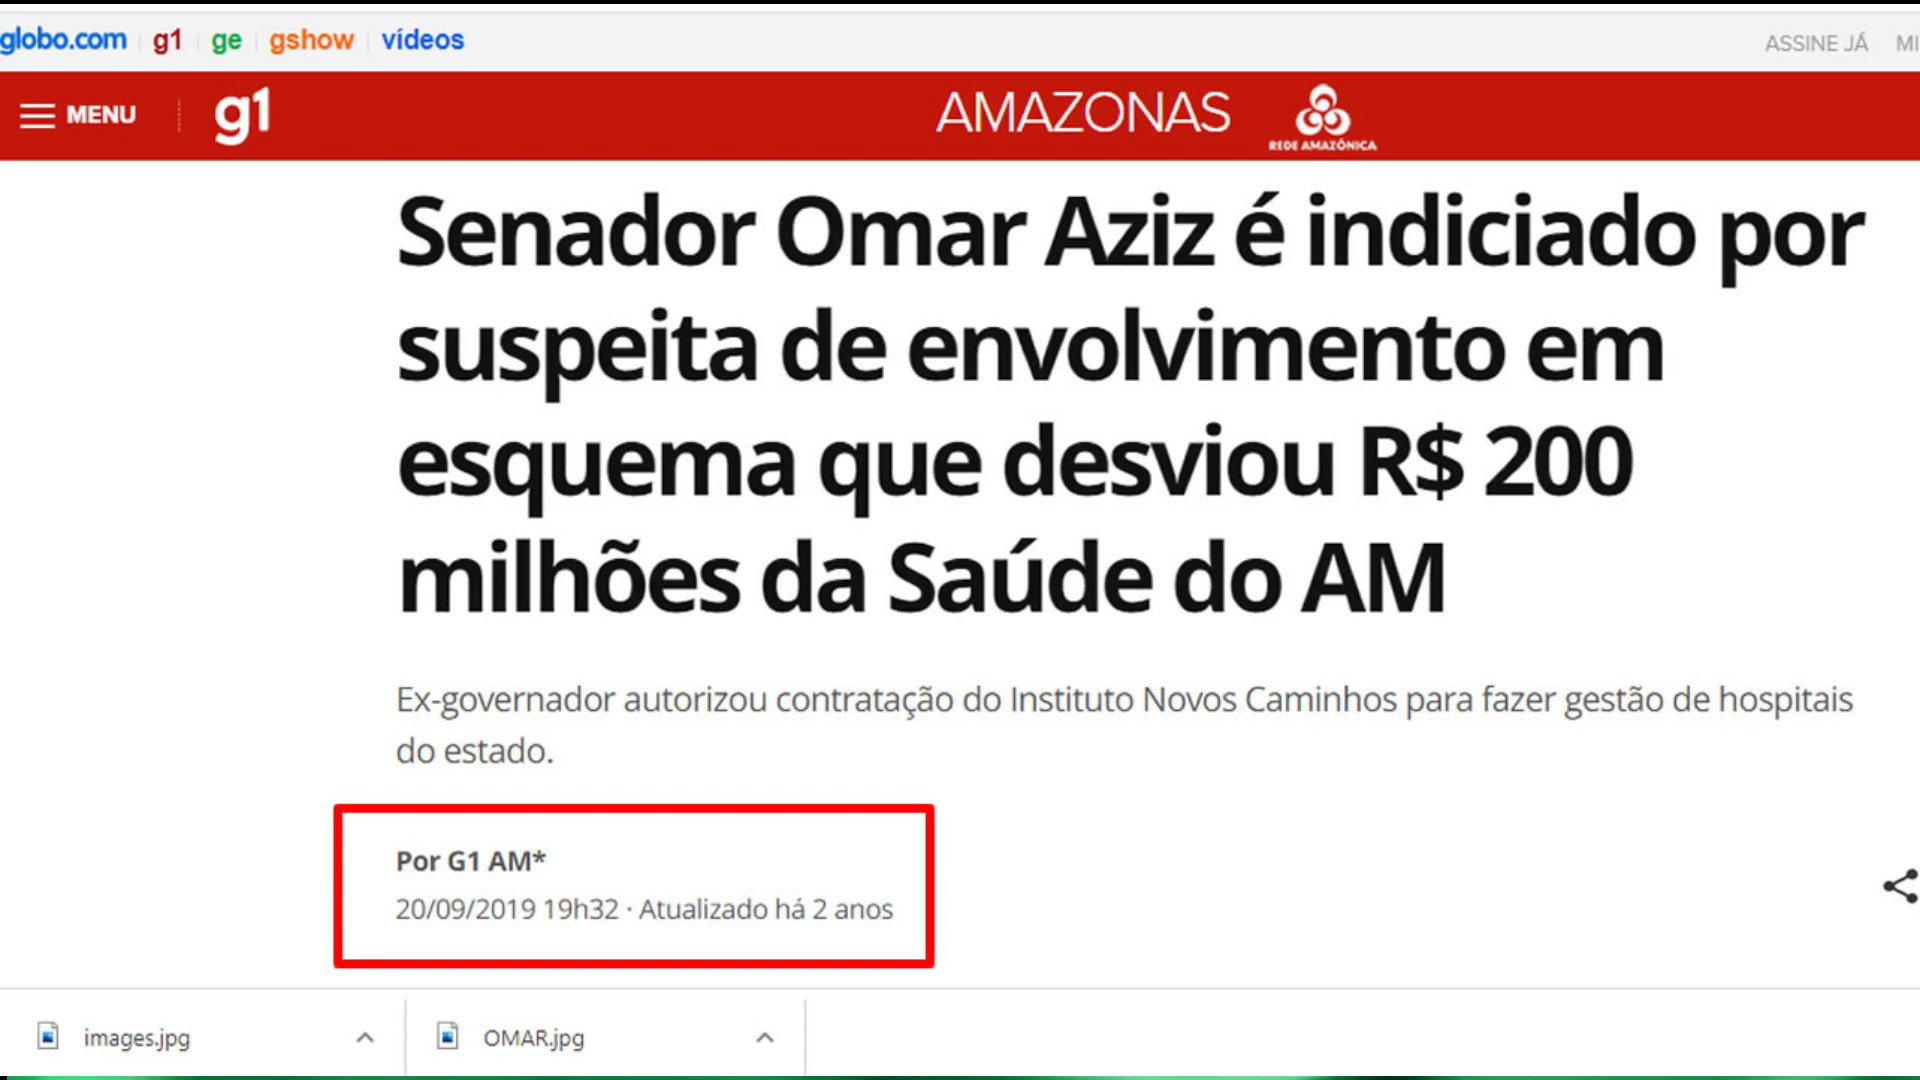 globo.com g1 ge gshow vídeos ASSINE JÁ
MENU g1 AMAZONAS REDE AMAZÔNICA
Senador Omar Aziz é indiciado por
suspeita de envolvimento em
esquema que desviou R$ 200
milhões da Saúde do AM
Ex-governador autorizou contratação do Instituto Novos Caminhos para fazer gestão de hospitais
do estado.
Por G1 AM*
20/09/2019 19h32 · Atualizado há 2 anos
images.jpg OMAR.jpg